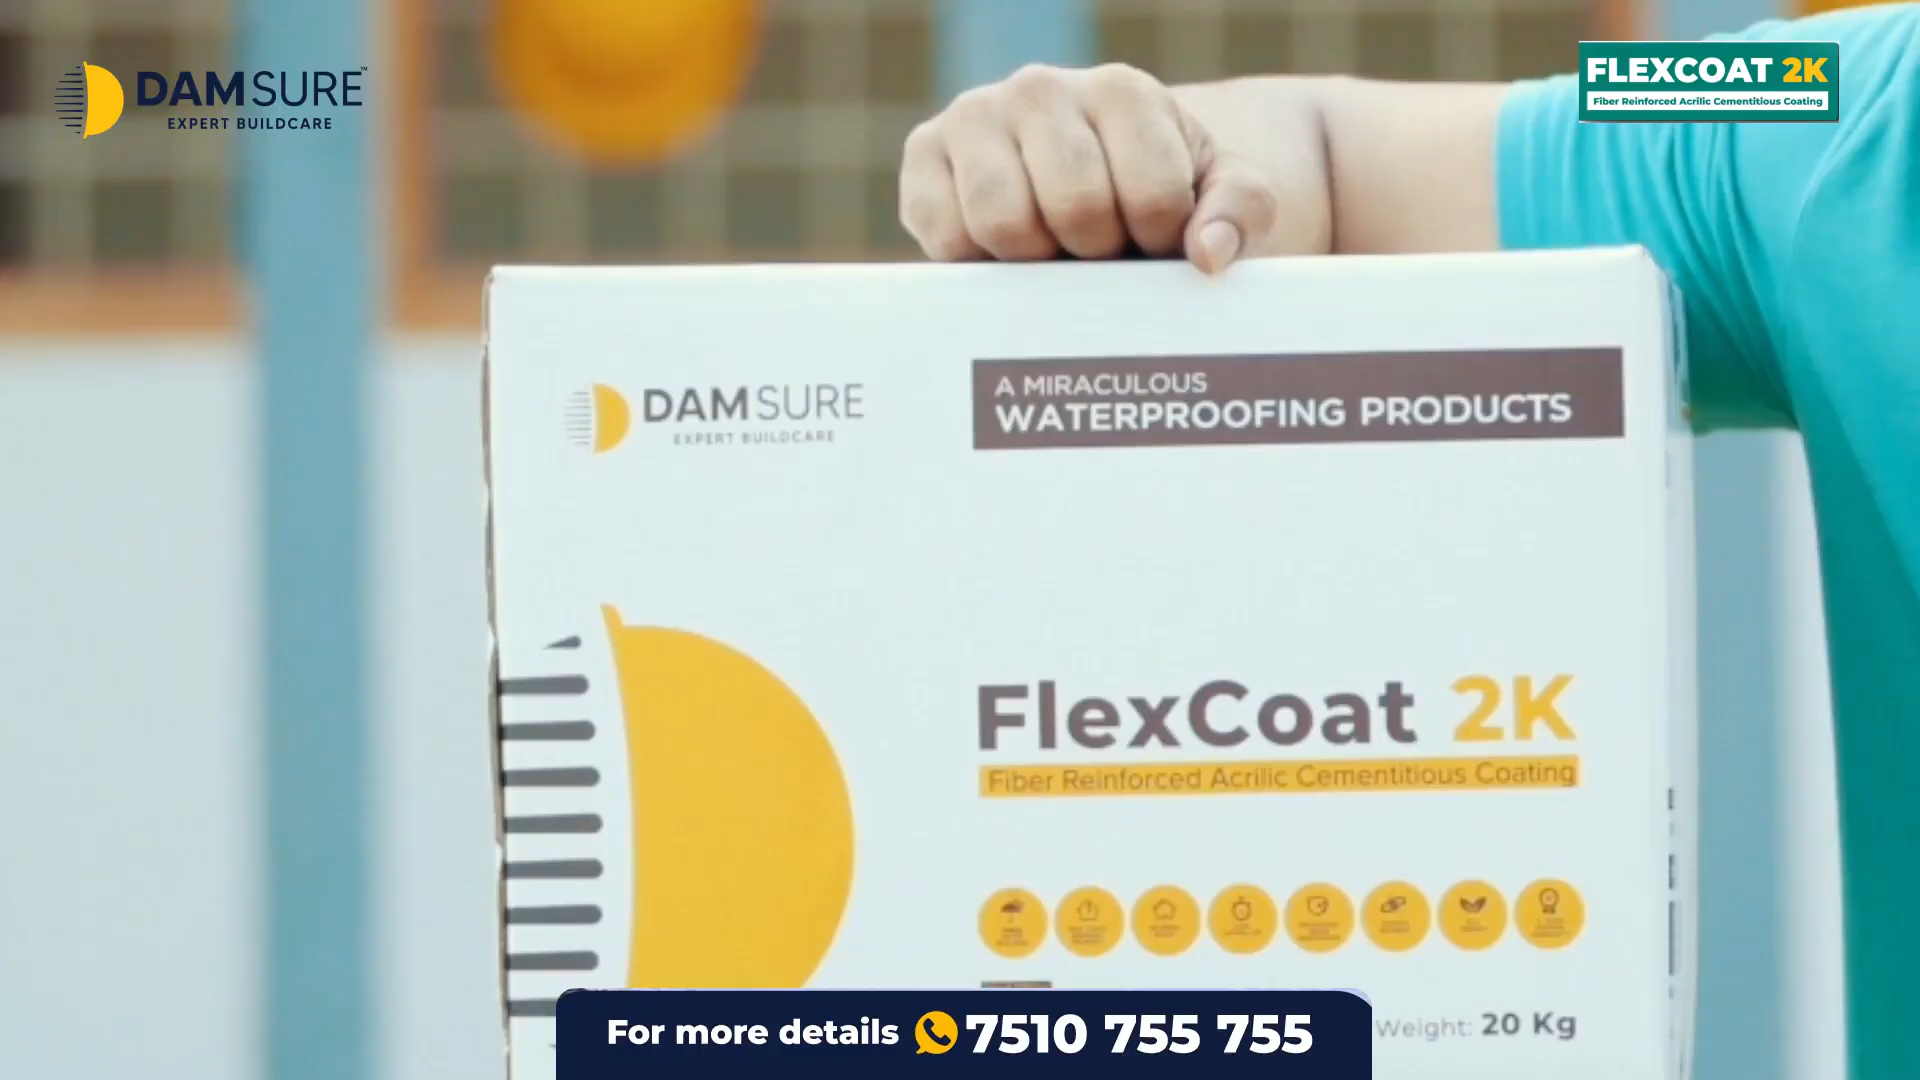 DAMSURE™
EXPERT BUILDCARE
FLEXCOAT 2K
Fiber Reinforced Acrilic Cementitious Coating
DAMSURE
EXPERT BUILDCARE
A MIRACULOUS
WATERPROOFING PRODUCTS
FlexCoat 2K
Fiber Reinforced Acrilic Cementitious Coating
Weight: 20 Kg
For more details 7510 755 755